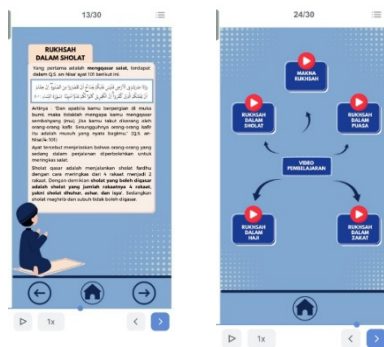 13/30
RUKHSAH
DALAM SHOLAT
Yang pertama adalah mengqasar salat, terdapat
dalam Q.S. an-Nisa' ayat 101 berikut ini:
Artinya : "Dan apabila kamu bepergian di muka
bumi, maka tidaklah mengapa kamu mengqasar
sembahyang (mu), jika kamu takut diserang oleh
orang-orang kafir. Sesungguhnya orang-orang kafir
itu adalah musuh yang nyata bagimu." (Q.S. an-
Nisa/4: 101)
Ayat tersebut menjelaskan bahwa orang-orang yang
sedang dalam perjalanan diperbolehkan untuk
meringkas salat.
Sholat qasar adalah menjalankan sholat fardhu
dengan cara meringkas dari 4 rakaat menjadi 2
rakaat. Dengan demikian sholat yang boleh diqasar
adalah sholat yang jumlah rakaatnya 4 rakaat,
yakni sholat dhuhur, ashar, dan isya'. Sedangkan
sholat maghrib dan subuh tidak boleh diqasar.
1x
24/30
MAKNA
RUKHSAH
RUKHSAH
DALAM
SHOLAT
RUKHSAH
DALAM
PUASA
VIDEO
PEMBELAJARAN
RUKHSAH
DALAM
HAJI
RUKHSAH
DALAM
ZAKAT
1x